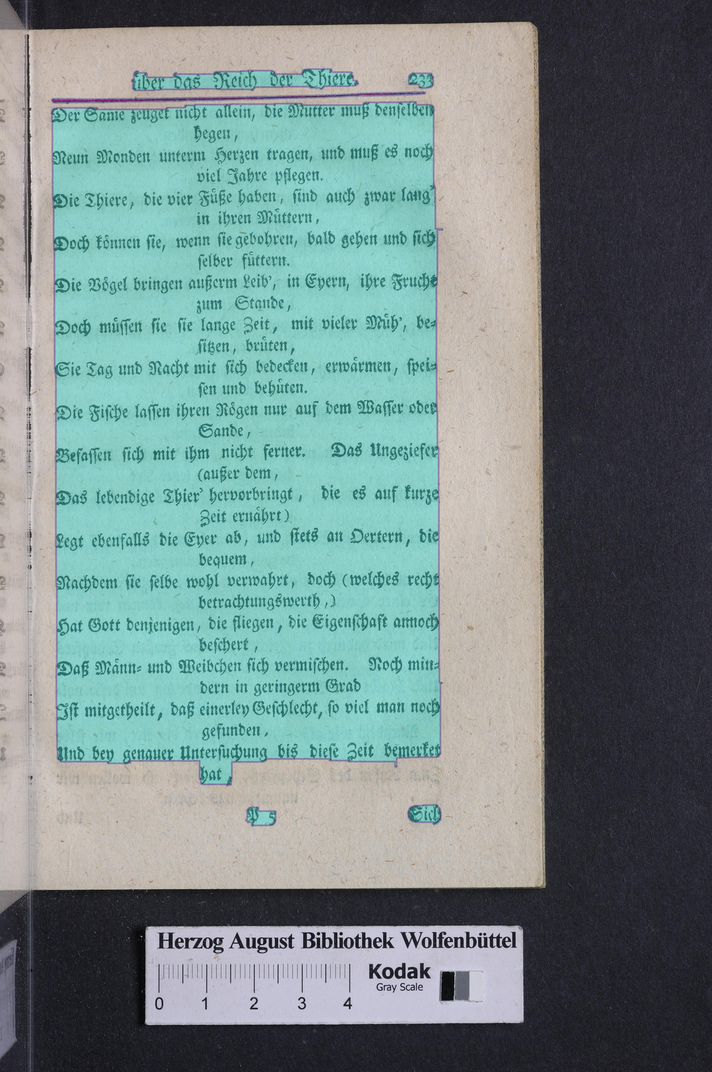 über das Reich der Thiere. 233
Der Same zeuget nicht allein, die Mutter muß denselben
hegen,
Neun Monden unterm Herzen tragen, und muß es noch
viel Jahre pflegen.
Die Thiere, die vier Füße haben, sind auch zwar lang'
in ihren Müttern,
Doch können sie, wenn sie gebohren, bald gehen und sich
selber füttern.
Die Vögel bringen außerm Leib', in Eyern, ihre Frucht
zum Stande,
Doch müssen sie sie lange Zeit, mit vieler Müh', be-
sitzen, brüten,
Sie Tag und Nacht mit sich bedecken, erwärmen, spei-
sen und behüten.
Die Fische lassen ihren Rögen nur auf dem Wasser oder
Sande,
Befassen sich mit ihm nicht ferner. Das Ungeziefer
(außer dem,
Das lebendige Thier' hervorbringt, die es auf kurze
Zeit ernährt)
Legt ebenfalls die Eyer ab, und stets an Oertern, die
bequem,
Nachdem sie selbe wohl verwahrt, doch (welches recht
betrachtungswerth,)
Hat Gott denjenigen, die fliegen, die Eigenschaft annoch
beschert,
Daß Männ- und Weibchen sich vermischen. Noch min-
dern in geringerm Grad
Ist mitgetheilt, daß einerley Geschlecht, so viel man noch
gefunden,
Und bey genauer Untersuchung bis diese Zeit bemerket
hat,
P 5 Sich
Herzog August Bibliothek Wolfenbüttel
Kodak
Gray Scale
0 1 2 3 4